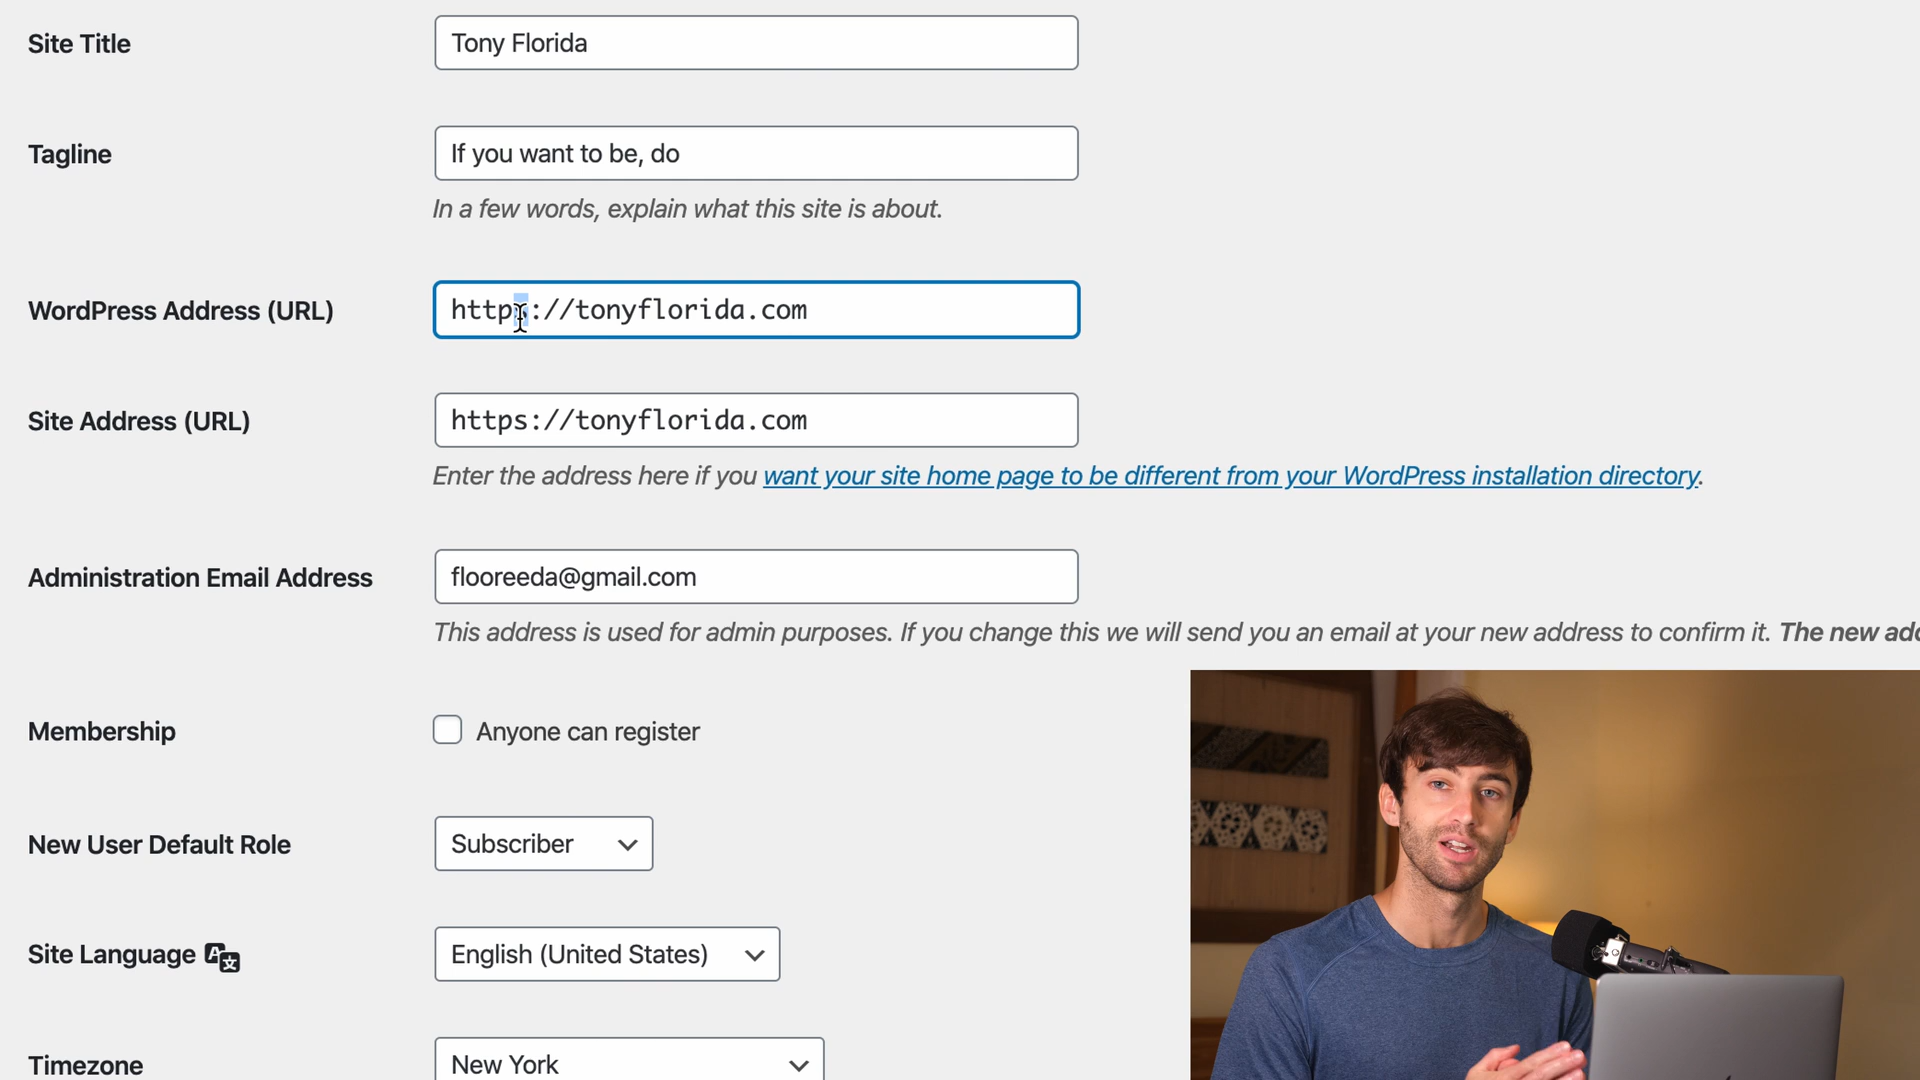 Site Title
Tony Florida
Tagline
If you want to be, do
In a few words, explain what this site is about.
WordPress Address (URL)
https://tonyflorida.com
Site Address (URL)
https://tonyflorida.com
Enter the address here if you want your site home page to be different from your WordPress installation directory.
Administration Email Address
flooreeda@gmail.com
This address is used for admin purposes. If you change this we will send you an email at your new address to confirm it. The new
Membership
Anyone can register
New User Default Role
Subscriber
Site Language
English (United States)
Timezone
New York